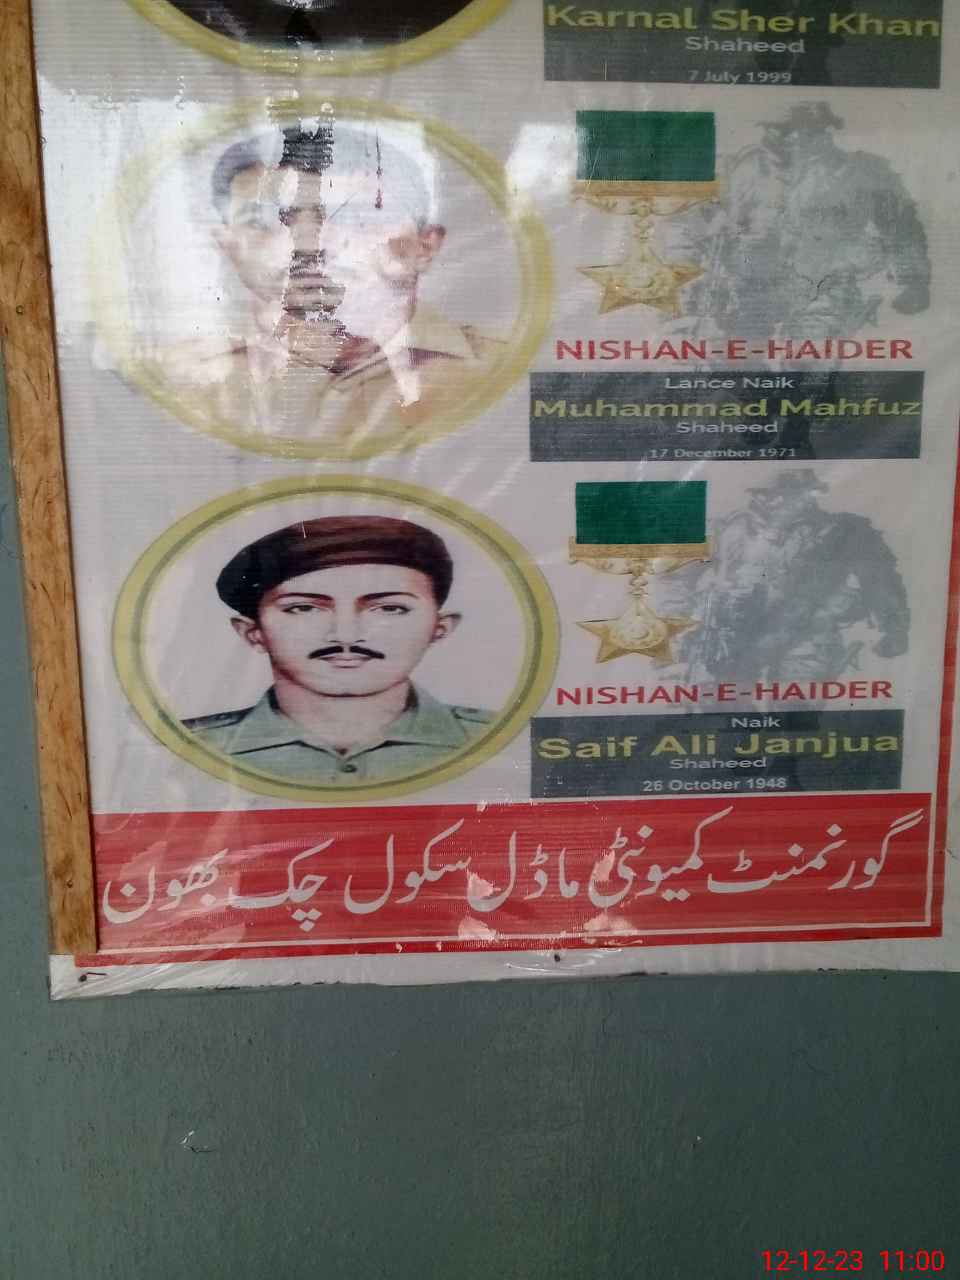 Karnal Sher Khan
Shaheed
7 July 1999
NISHAN-E-HAIDER
Lance Naik
Muhammad Mahfuz
Shaheed
17 December 1971
NISHAN-E-HAIDER
Naik
Saif Ali Janjua
Shaheed
26 October 1948
گورنمنٹ کمیونٹی ماڈل سکول چک بھون
12-12-23 11:00